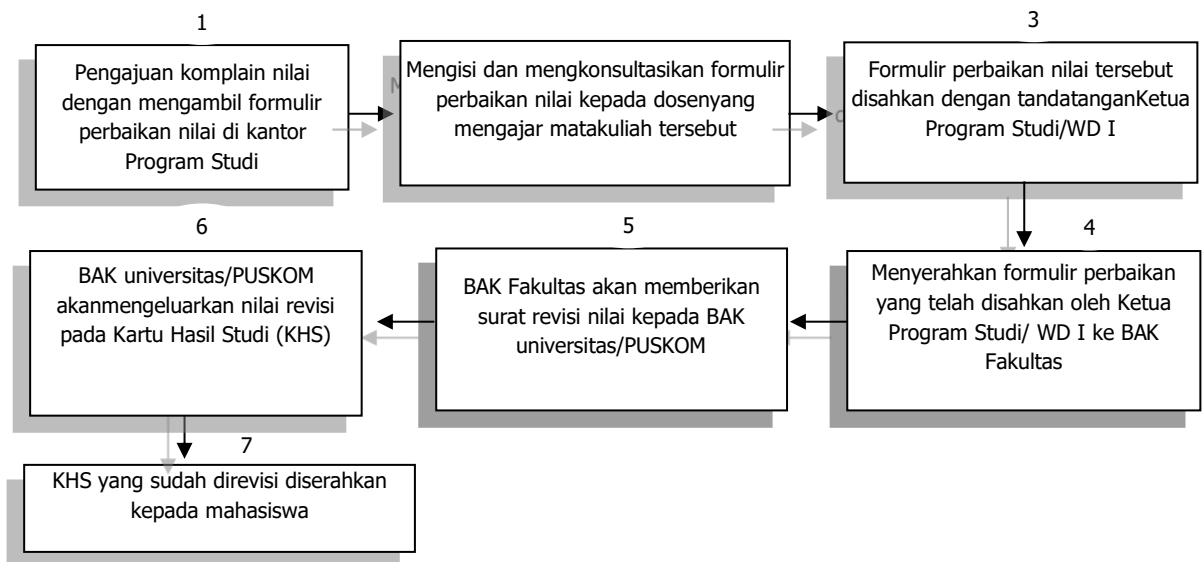 1
Pengajuan komplain nilai
dengan mengambil formulir
perbaikan nilai di kantor
Program Studi
Mengisi dan mengkonsultasikan formulir
perbaikan nilai kepada dosenyang
mengajar matakuliah tersebut
3
Formulir perbaikan nilai tersebut
disahkan dengan tandatanganKetua
Program Studi/WD I
4
Menyerahkan formulir perbaikan
yang telah disahkan oleh Ketua
Program Studi/ WD I ke BAK
Fakultas
5
BAK Fakultas akan memberikan
surat revisi nilai kepada BAK
universitas/PUSKOM
6
BAK universitas/PUSKOM
akanmengeluarkan nilai revisi
pada Kartu Hasil Studi (KHS)
7
KHS yang sudah direvisi diserahkan
kepada mahasiswa